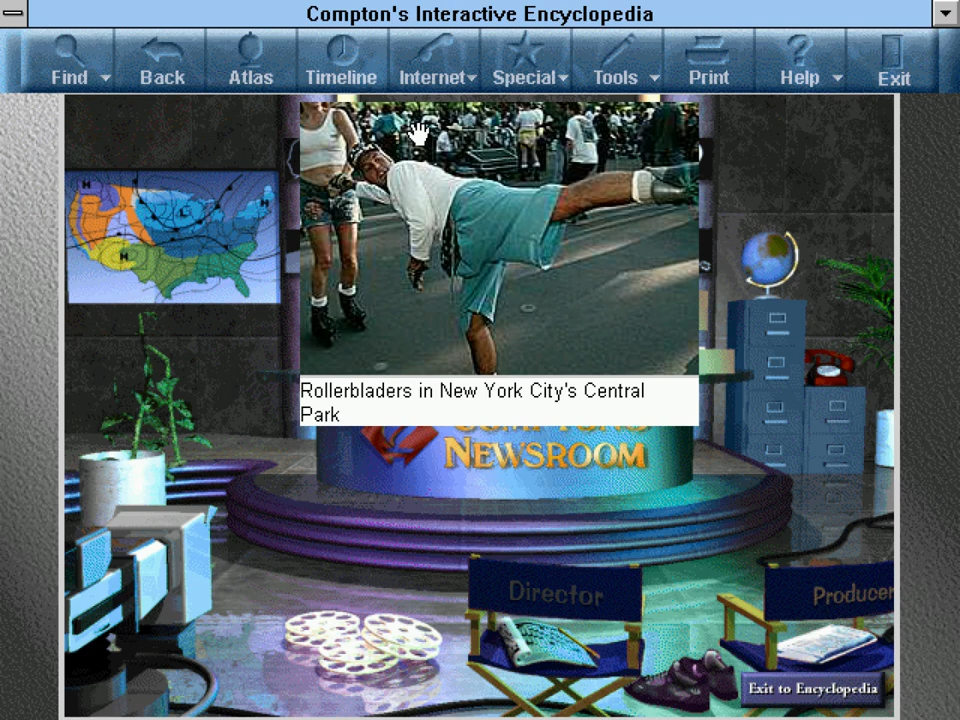 Compton's Interactive Encyclopedia
Find Back Atlas Timeline Internet Special Tools Print Help Exit
H
H
L
H
Rollerbladers in New York City's Central
Park
NEWSROOM
Director
Producer
Exit to Encyclopedia